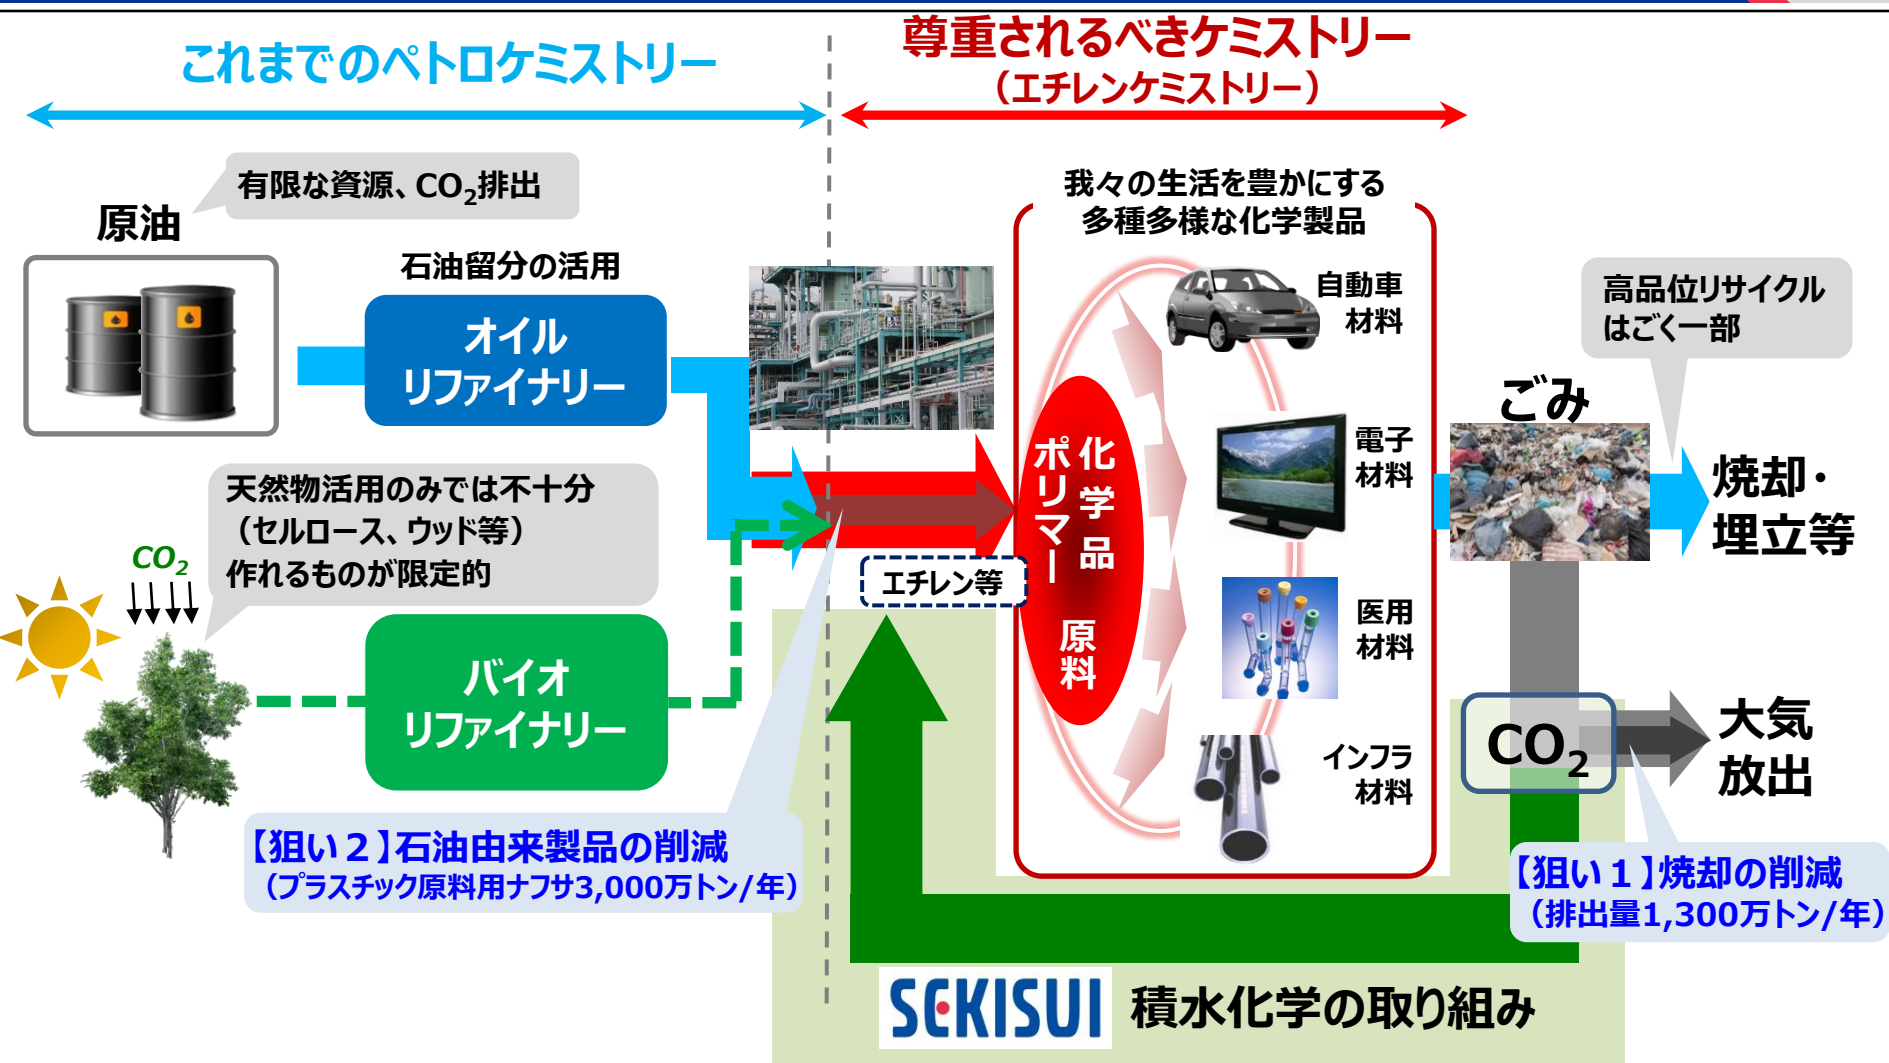 これまでのペトロケミストリー
尊重されるべきケミストリー
（エチレンケミストリー）
有限な資源、CO₂排出
原油
石油留分の活用
オイル
リファイナリー
天然物活用のみでは不十分
（セルロース、ウッド等）
作れるものが限定的
CO₂
バイオ
リファイナリー
【狙い２】石油由来製品の削減
（プラスチック原料用ナフサ3,000万トン/年）
エチレン等
我々の生活を豊かにする
多種多様な化学製品
化学品原料
ポリマー
自動車
材料
電子
材料
医用
材料
インフラ
材料
高品位リサイクル
はごく一部
ごみ
焼却・
埋立等
CO₂
大気
放出
【狙い１】焼却の削減
（排出量1,300万トン/年）
SEKISUI 積水化学の取り組み